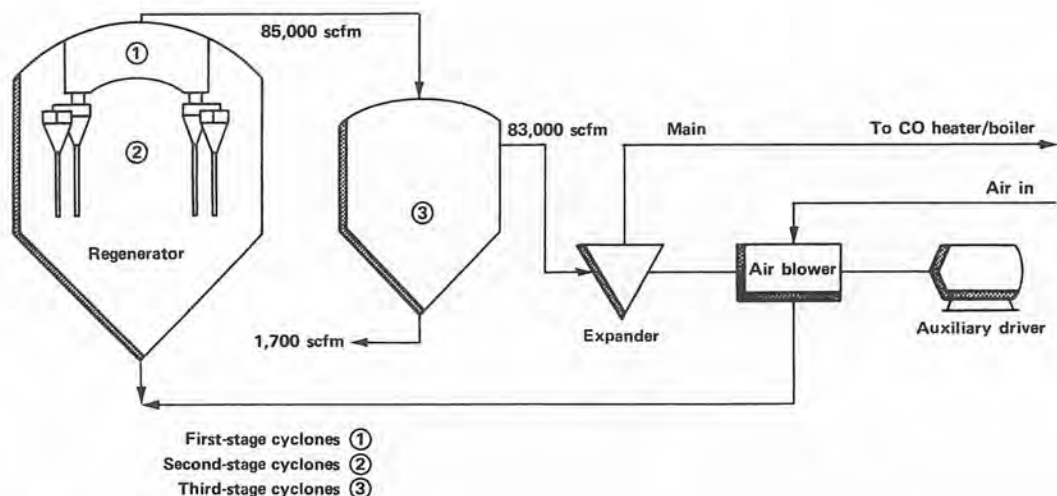 85,000 scfm
①
②
Regenerator
③
83,000 scfm
Main
To CO heater/boiler
Air in
Air blower
Expander
Auxiliary driver
1,700 scfm
First-stage cyclones ①
Second-stage cyclones ②
Third-stage cyclones ③